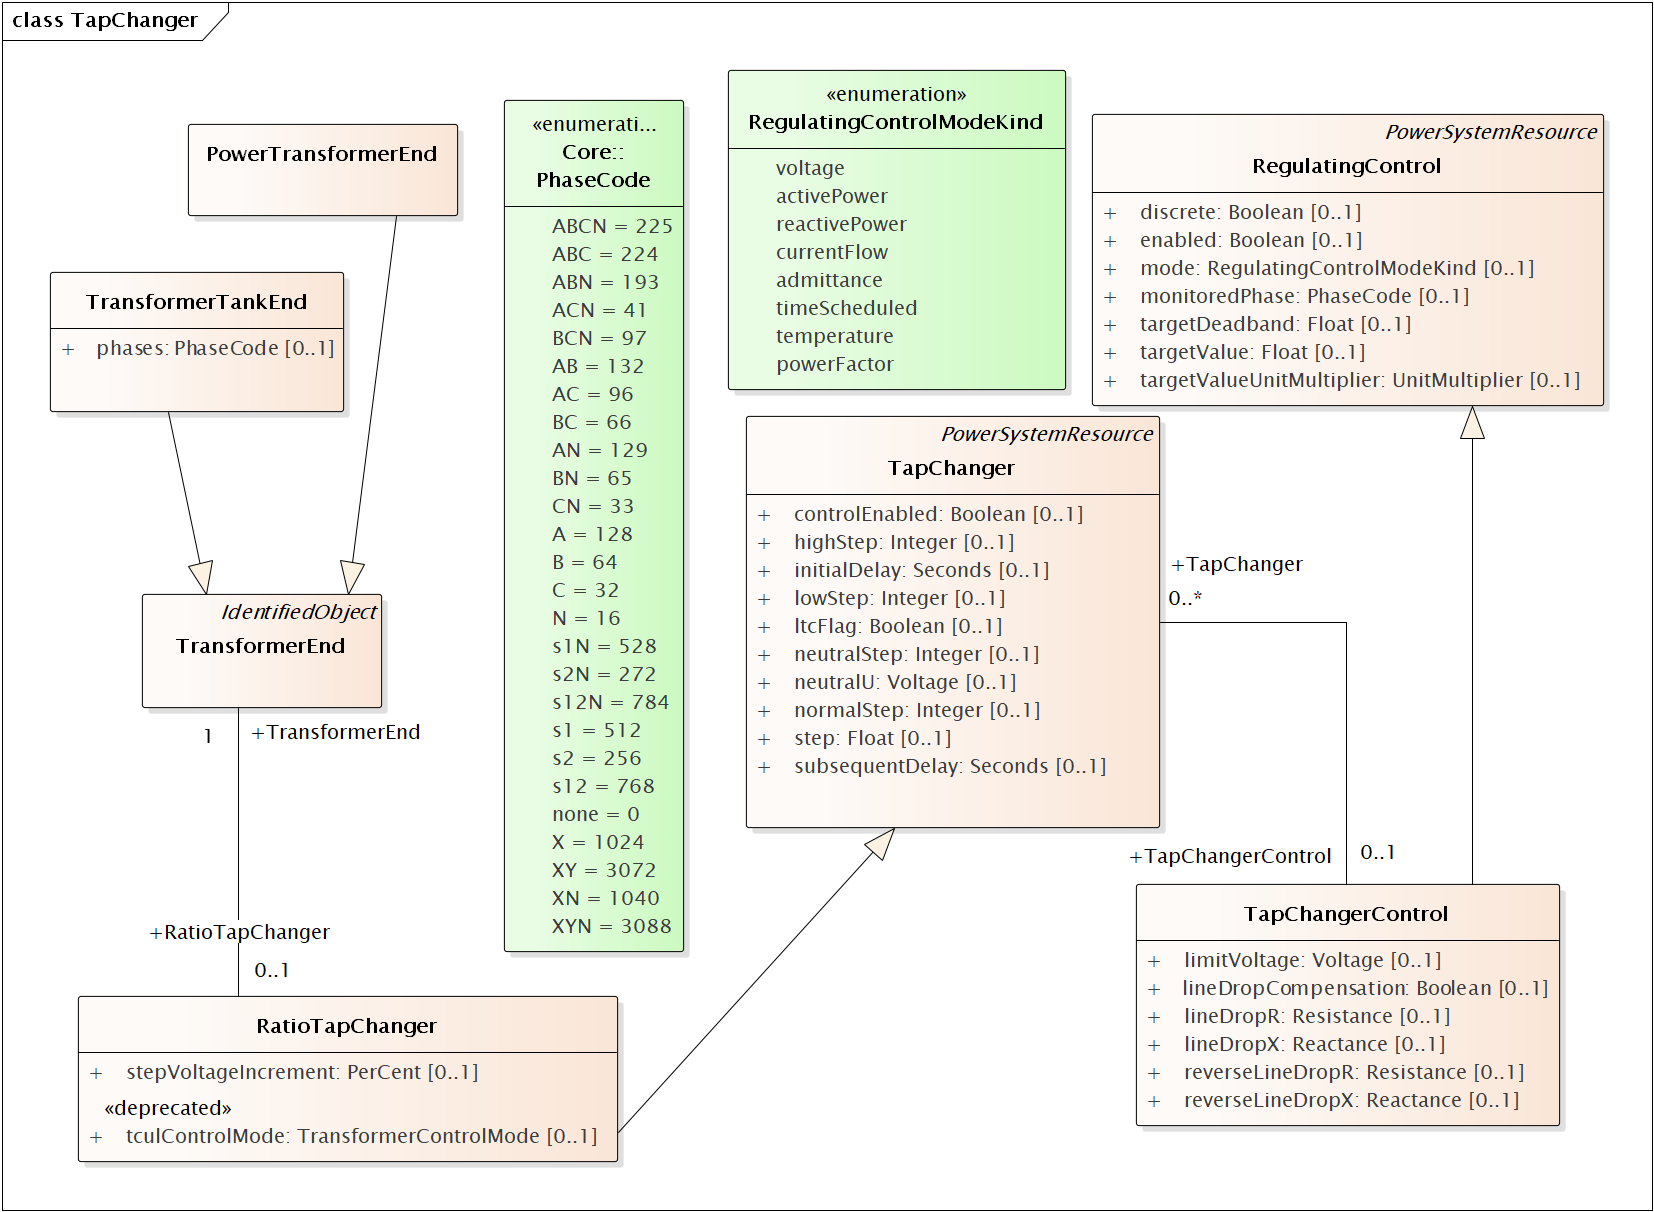 class TapChanger
PowerTransformerEnd
TransformerTankEnd
+ phases: PhaseCode [0..1]
IdentifiedObject
TransformerEnd
1
+TransformerEnd
+RatioTapChanger
0..1
RatioTapChanger
+ stepVoltageIncrement: PerCent [0..1]
«deprecated»
+ tculControlMode: TransformerControlMode [0..1]
«enumerati...
Core::
PhaseCode
ABCN = 225
ABC = 224
ABN = 193
ACN = 41
BCN = 97
AB = 132
AC = 96
BC = 66
AN = 129
BN = 65
CN = 33
A = 128
B = 64
C = 32
N = 16
s1N = 528
s2N = 272
s12N = 784
s1 = 512
s2 = 256
s12 = 768
none = 0
X = 1024
XY = 3072
XN = 1040
XYN = 3088
«enumeration»
RegulatingControlModeKind
voltage
activePower
reactivePower
currentFlow
admittance
timeScheduled
temperature
powerFactor
PowerSystemResource
RegulatingControl
+ discrete: Boolean [0..1]
+ enabled: Boolean [0..1]
+ mode: RegulatingControlModeKind [0..1]
+ monitoredPhase: PhaseCode [0..1]
+ targetDeadband: Float [0..1]
+ targetValue: Float [0..1]
+ targetValueUnitMultiplier: UnitMultiplier [0..1]
PowerSystemResource
TapChanger
+ controlEnabled: Boolean [0..1]
+ highStep: Integer [0..1]
+ initialDelay: Seconds [0..1]
+ lowStep: Integer [0..1]
+ ltcFlag: Boolean [0..1]
+ neutralStep: Integer [0..1]
+ neutralU: Voltage [0..1]
+ normalStep: Integer [0..1]
+ step: Float [0..1]
+ subsequentDelay: Seconds [0..1]
+TapChanger
0..*
+TapChangerControl
0..1
TapChangerControl
+ limitVoltage: Voltage [0..1]
+ lineDropCompensation: Boolean [0..1]
+ lineDropR: Resistance [0..1]
+ lineDropX: Reactance [0..1]
+ reverseLineDropR: Resistance [0..1]
+ reverseLineDropX: Reactance [0..1]